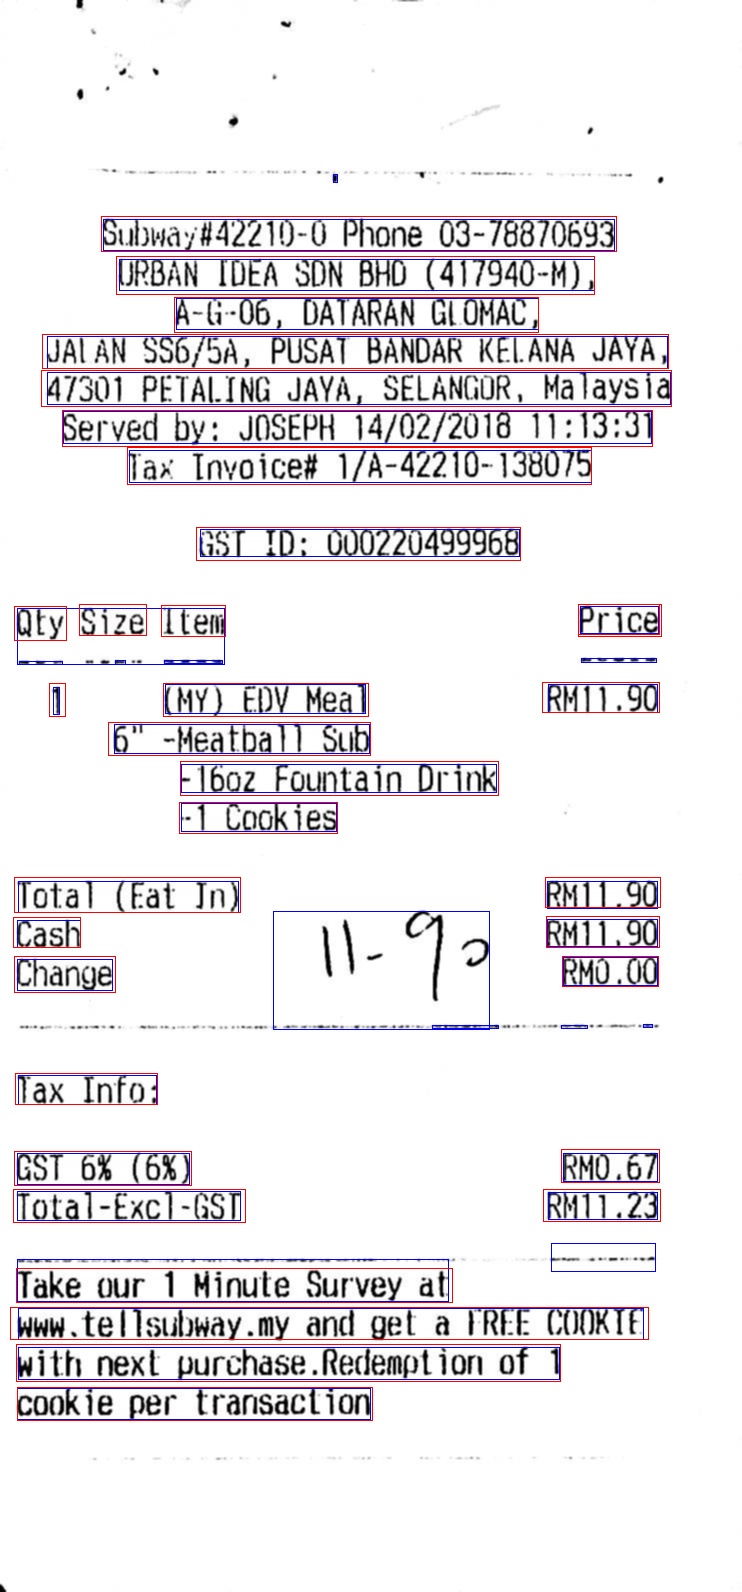 Subway#42210-0 Phone 03-78870693
URBAN IDEA SDN BHD (417940-M),
A-G-06, DATARAN GLOMAC,
JALAN SS6/5A, PUSAT BANDAR KELANA JAYA,
47301 PETALING JAYA, SELANGOR, Malaysia
Served by: JOSEPH 14/02/2018 11:13:31
Tax Invoice# 1/A-42210-138075
GST ID: 000220499968
Qty Size Item Price
1 (MY) EDV Meal RM11.90
6" -Meatball Sub
-16oz Fountain Drink
-1 Cookies
Total (Eat In) RM11.90
Cash RM11.90
11-90
Change RM0.00
Tax Info:
GST 6% (6%) RM0.67
Total-Excl-GST RM11.23
Take our 1 Minute Survey at
www.tellsubway.my and get a FREE COOKIE
with next purchase.Redemption of 1
cookie per transaction